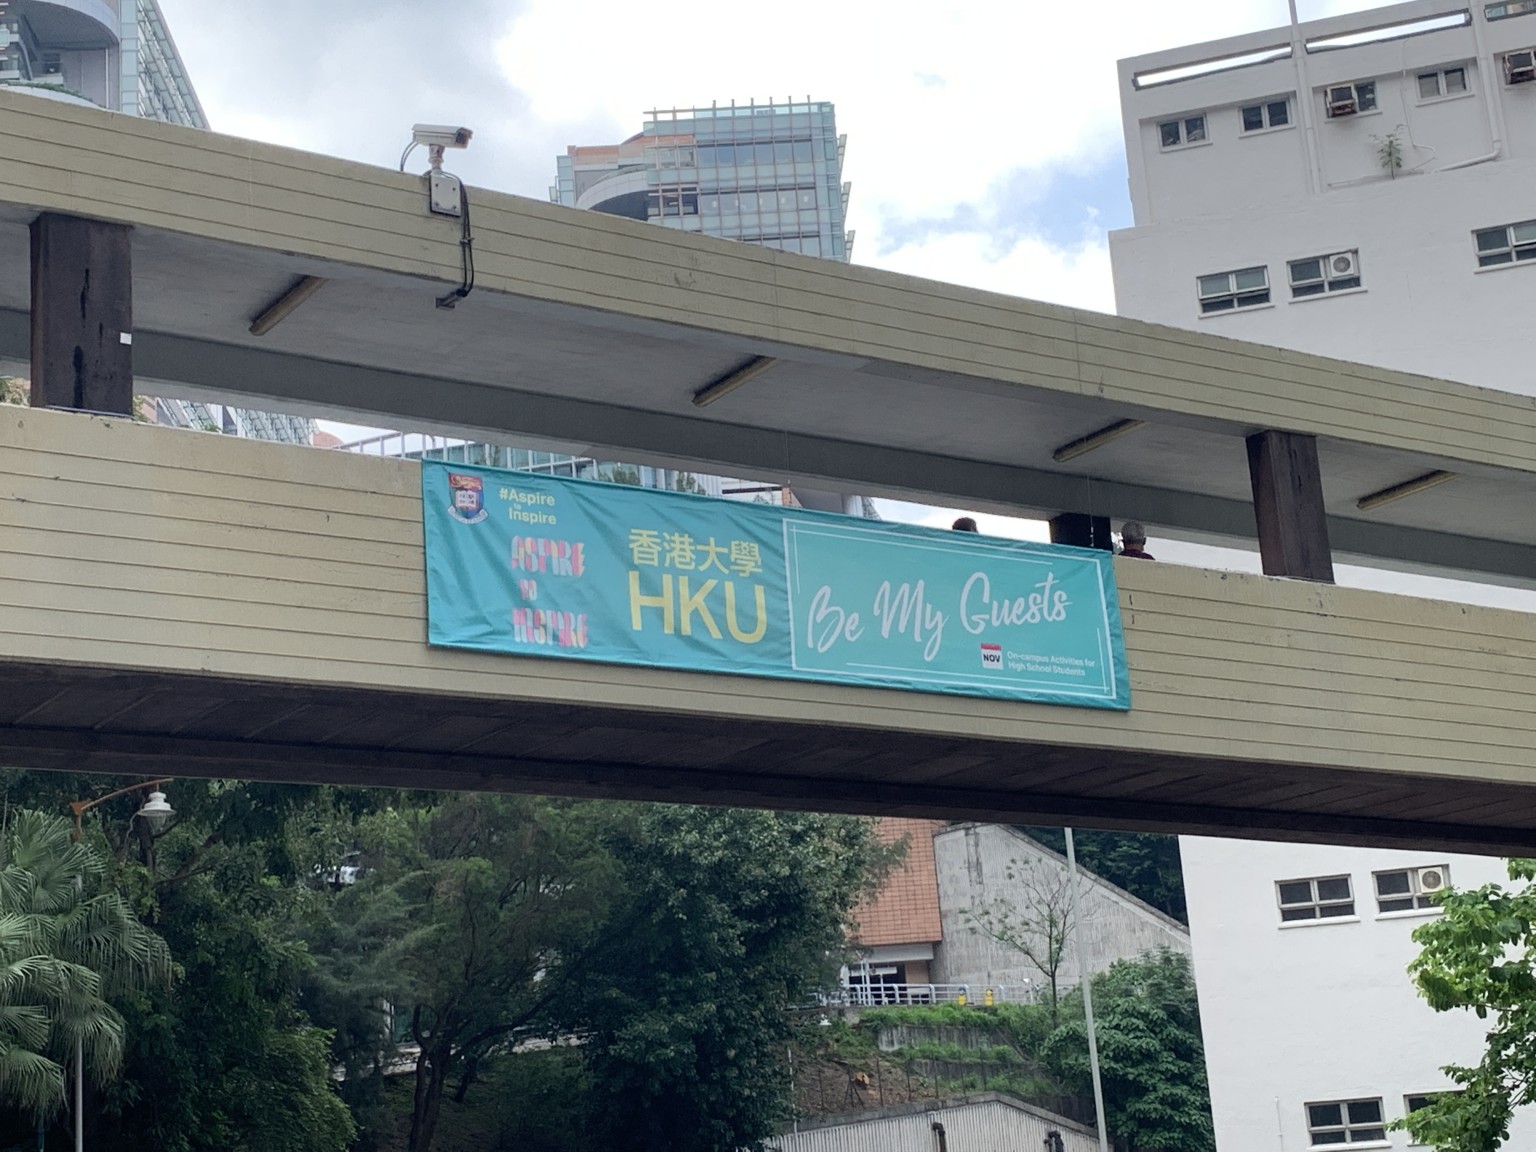 #Aspire
to
Inspire
ASPIRE
TO
INSPIRE
香港大學
HKU
Be My Guests
NOV
On-campus Activities for
High School Students